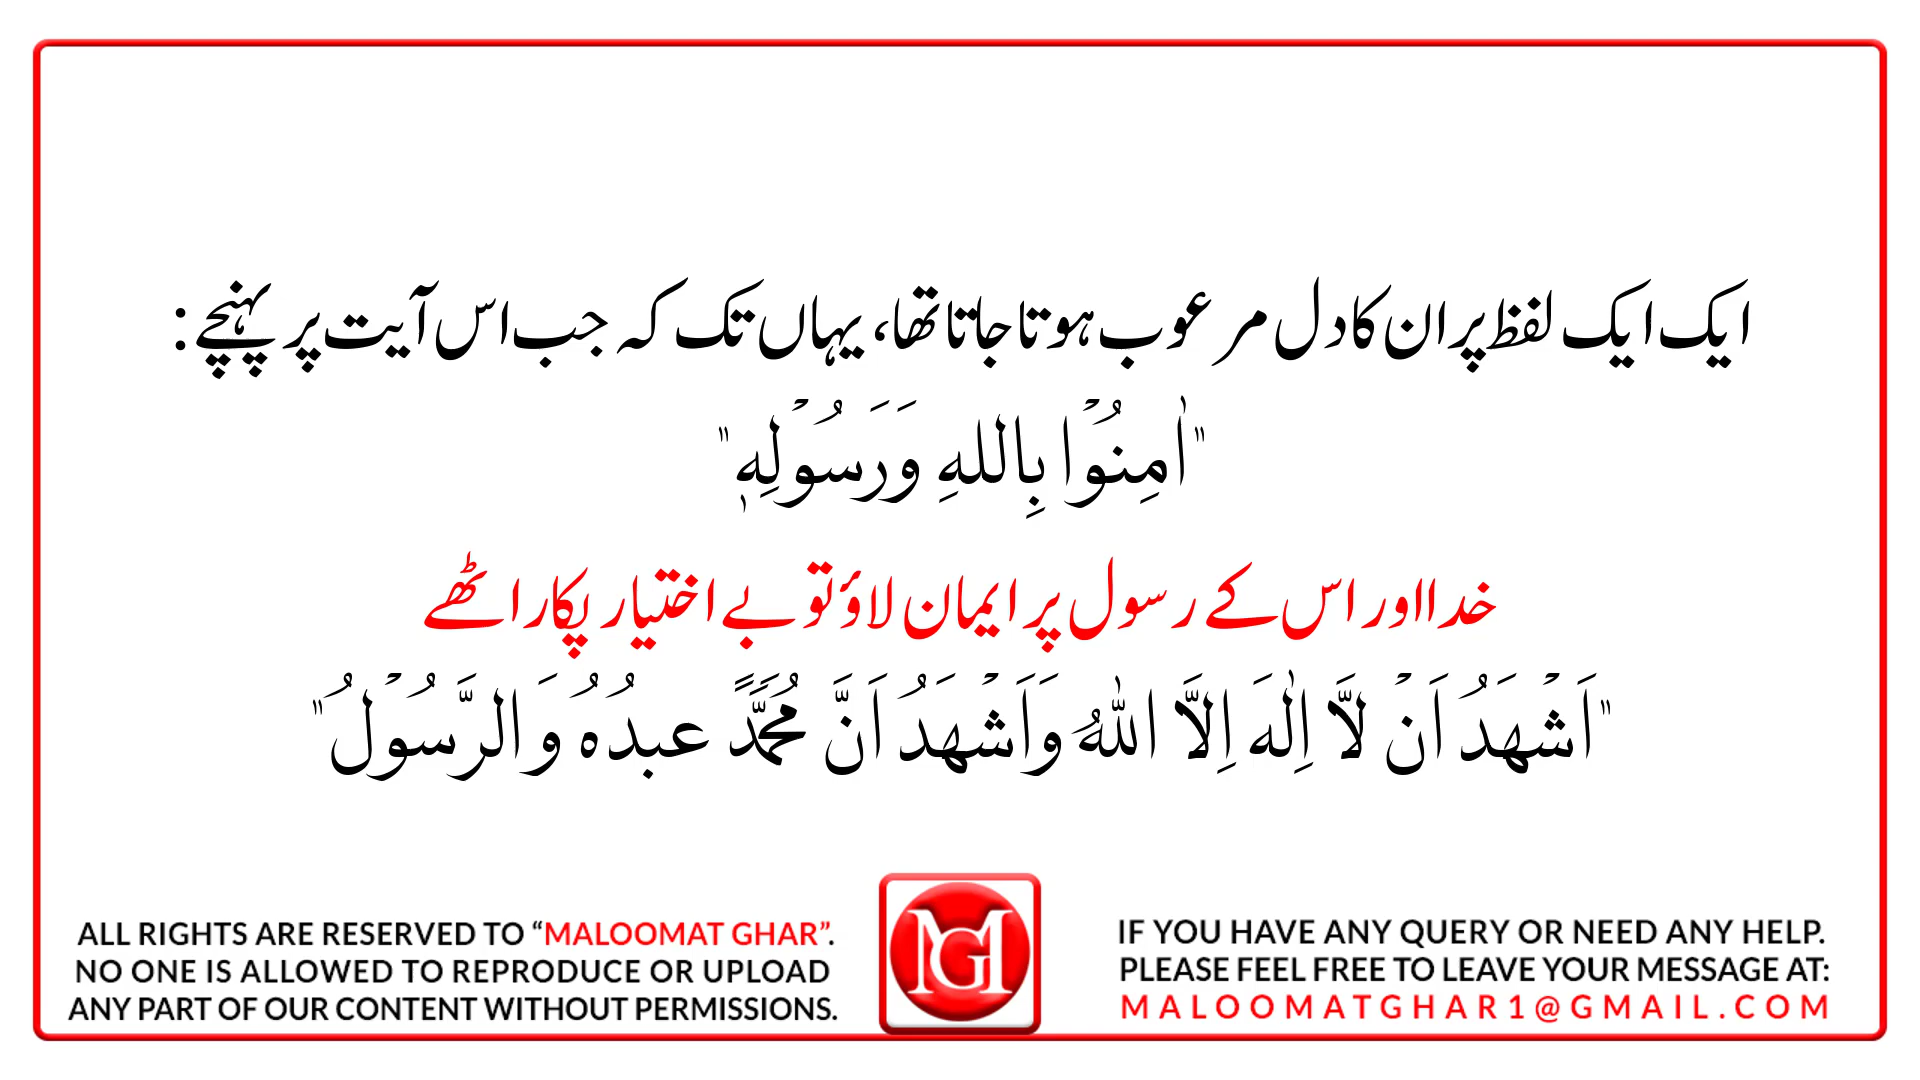 ایک ایک لفظ پر ان کا دل مرعوب ہوتا جاتا تھا، یہاں تک کہ جب اس آیت پر پہنچے :
"اٰمِنُوْا بِاللهِ وَرَسُوْلِهٖ"
خدا اور اس کے رسول پر ایمان لاؤ تو بے اختیار پکار اٹھے
"اَشْهَدُ اَنْ لَّا اِلٰهَ اِلَّا اللهُ وَاَشْهَدُ اَنَّ مُحَمَّدً عبدُهُ وَ الرَّسُوْلُ"
ALL RIGHTS ARE RESERVED TO “MALOOMAT GHAR”.
NO ONE IS ALLOWED TO REPRODUCE OR UPLOAD
ANY PART OF OUR CONTENT WITHOUT PERMISSIONS.
MG
IF YOU HAVE ANY QUERY OR NEED ANY HELP.
PLEASE FEEL FREE TO LEAVE YOUR MESSAGE AT:
MALOOMATGHAR1@GMAIL.COM